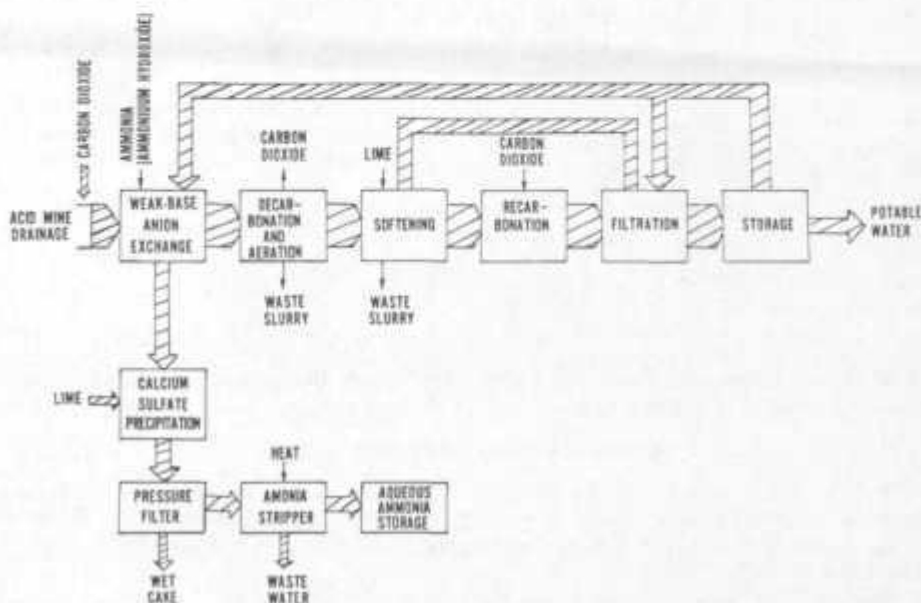 CARBON DIOXIDE
AMMONIA
[AMMONIUM HYDROXIDE]
CARBON
DIOXIDE
LIME
CARBON
DIOXIDE
ACID MINE
DRAINAGE
WEAK-BASE
ANION
EXCHANGE
DECAR-
BONATION
AND
AERATION
SOFTENING
RECAR-
BONATION
FILTRATION
STORAGE
POTABLE
WATER
WASTE
SLURRY
WASTE
SLURRY
LIME
CALCIUM
SULFATE
PRECIPITATION
HEAT
PRESSURE
FILTER
AMONIA
STRIPPER
AQUEOUS
AMMONIA
STORAGE
WET
CAKE
WASTE
WATER